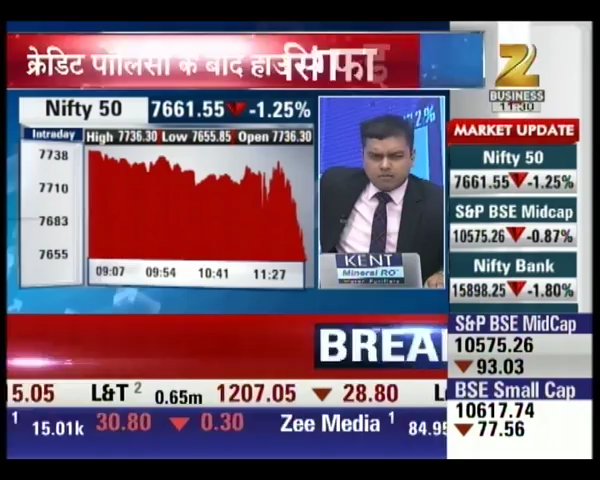 क्रेडिट पॉलिसी के बाद
Z
BUSINESS
11:30
Nifty 50 7661.55 -1.25%
Intraday High 7736.30 Low 7655.85 Open 7736.30
7738
7710
7683
7655
09:07 09:54 10:41 11:27
KENT
Mineral RO
MARKET UPDATE
Nifty 50
7661.55 -1.25%
S&P BSE Midcap
10575.26 -0.87%
Nifty Bank
15898.25 -1.80%
S&P BSE MidCap
10575.26
93.03
BSE Small Cap
10617.74
77.56
BREA
5.05 L&T 2 0.65m 1207.05 28.80
1 15.01k 30.80 0.30 Zee Media 1 84.95